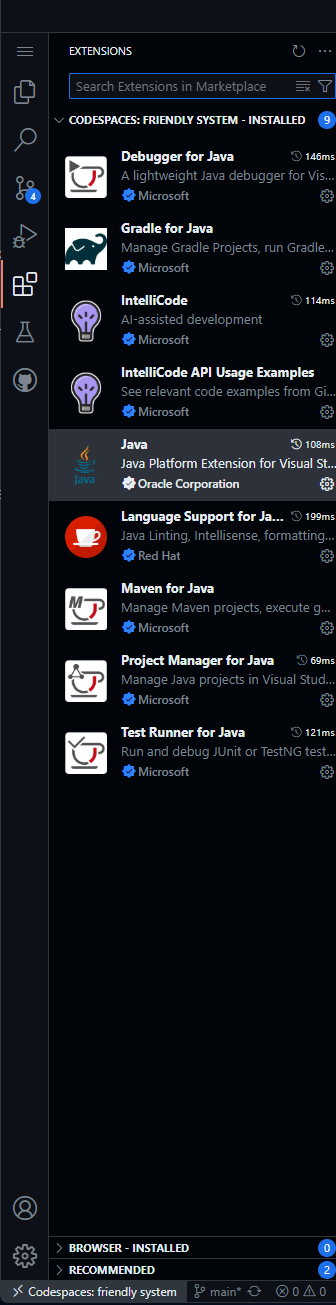 EXTENSIONS
Search Extensions in Marketplace
CODESPACES: FRIENDLY SYSTEM - INSTALLED 9
Debugger for Java 146ms
A lightweight Java debugger for Vis...
Microsoft
Gradle for Java
Manage Gradle Projects, run Gradle...
Microsoft
4
IntelliCode 114ms
AI-assisted development
Microsoft
IntelliCode API Usage Examples
See relevant code examples from Gi...
Microsoft
Java 108ms
Java Platform Extension for Visual St...
Oracle Corporation
Java
Language Support for Ja... 199ms
Java Linting, Intellisense, formatting...
Red Hat
Maven for Java
Manage Maven projects, execute g...
Microsoft
M
Project Manager for Java 69ms
Manage Java projects in Visual Stud...
Microsoft
Test Runner for Java 121ms
Run and debug JUnit or TestNG test...
Microsoft
BROWSER - INSTALLED 0
RECOMMENDED 2
Codespaces: friendly system main* 0 0